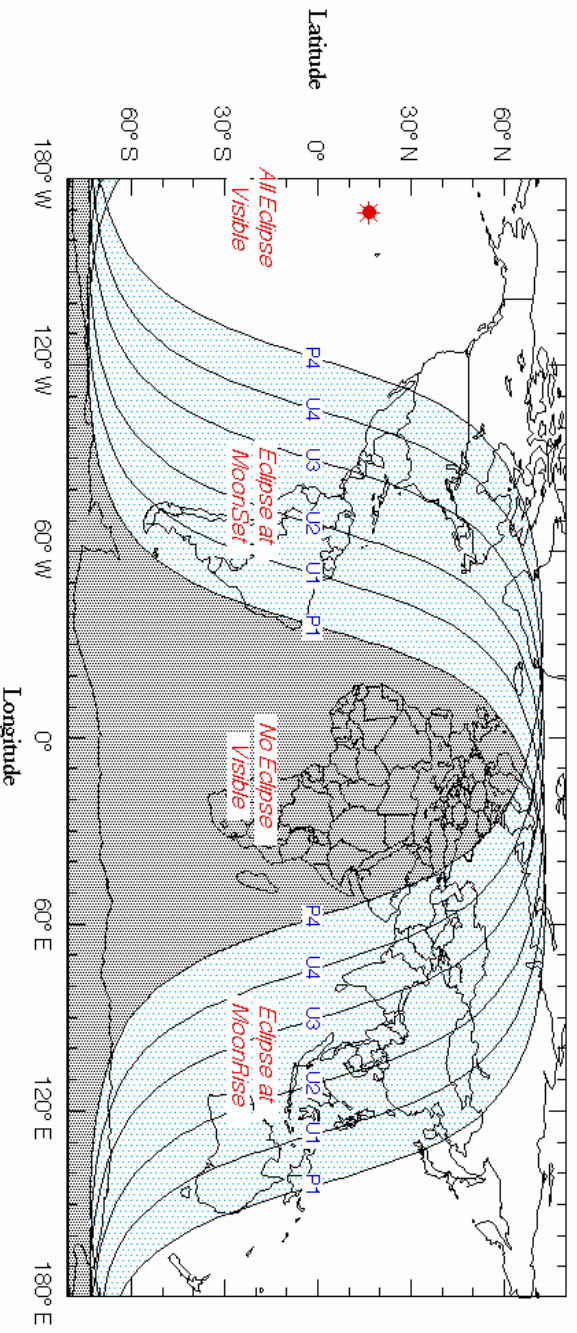 Latitude
60° N
30° N
0°
30° S
60° S
180° W
120° W
60° W
0°
60° E
120° E
180° E
Longitude
All Eclipse
Visible
Eclipse at
MoonSet
No Eclipse
Visible
Eclipse at
MoonRise
P4
U4
U3
U2
U1
P1
P4
U4
U3
U2
U1
P1